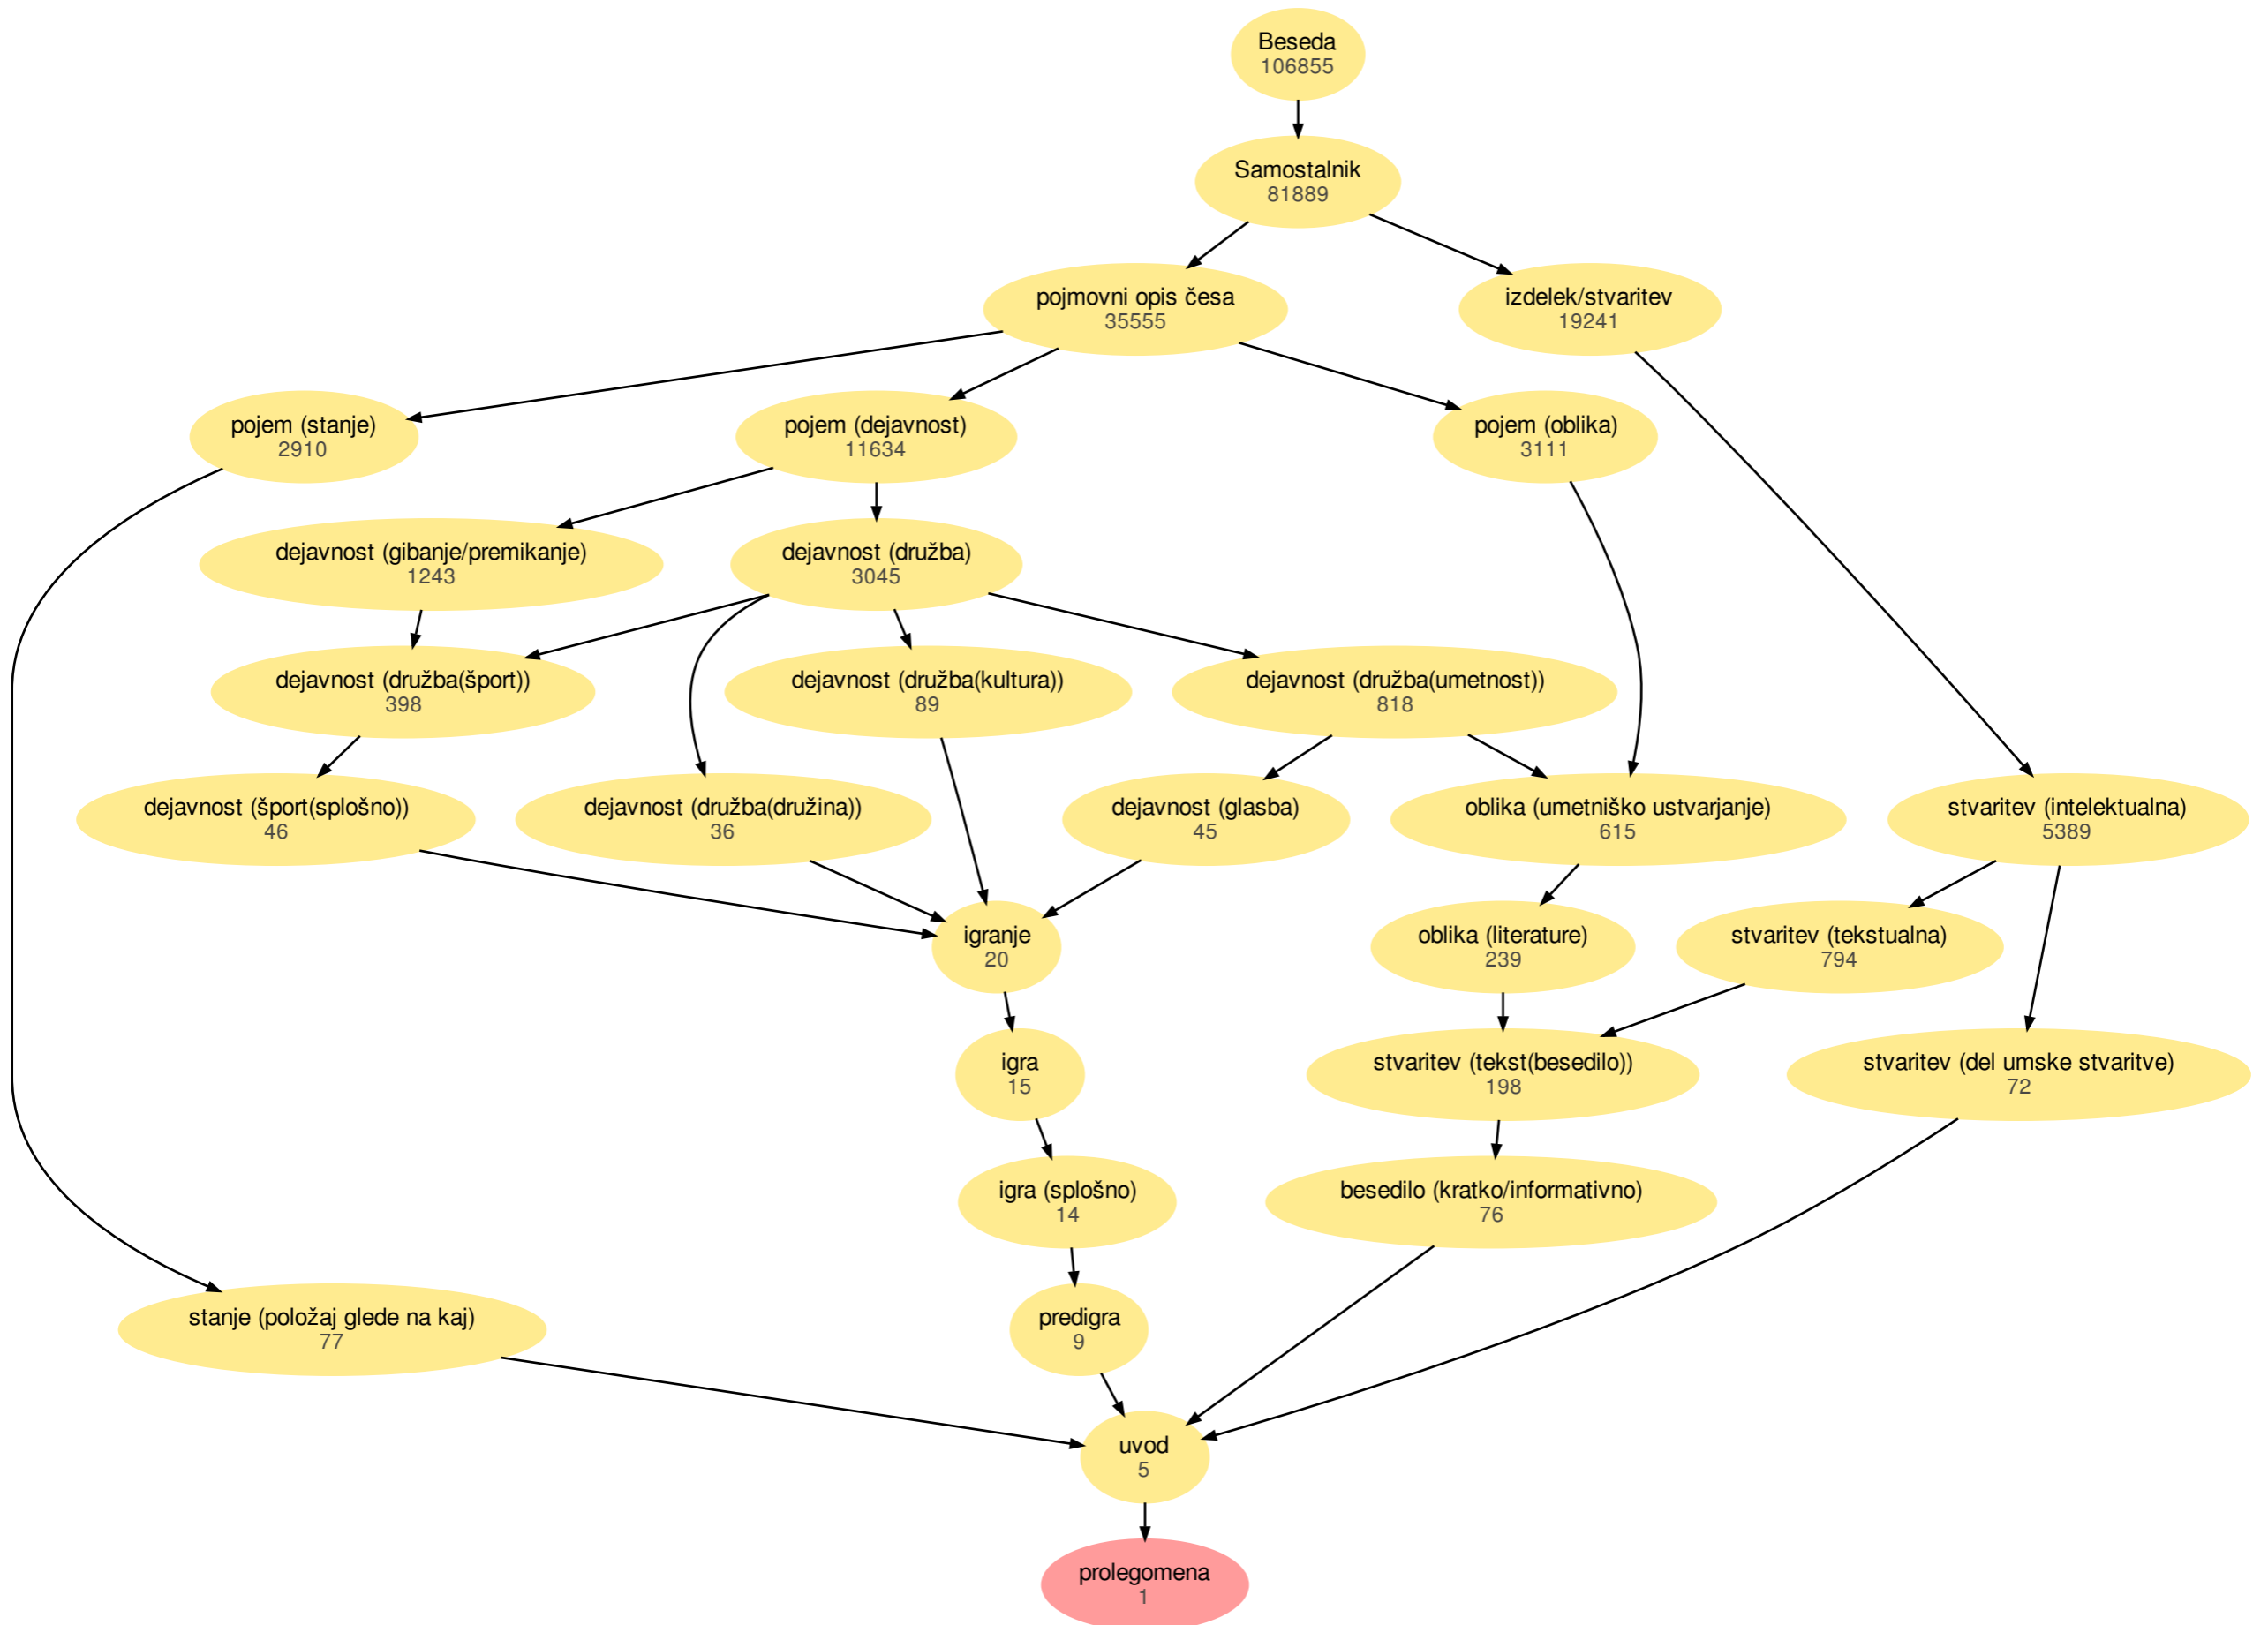 Beseda
106855
Samostalnik
81889
pojmovni opis česa
35555
izdelek/stvaritev
19241
pojem (stanje)
2910
pojem (dejavnost)
11634
pojem (oblika)
3111
dejavnost (gibanje/premikanje)
1243
dejavnost (družba)
3045
dejavnost (družba(šport))
398
dejavnost (družba(kultura))
89
dejavnost (družba(umetnost))
818
dejavnost (šport(splošno))
46
dejavnost (družba(družina))
36
dejavnost (glasba)
45
oblika (umetniško ustvarjanje)
615
stvaritev (intelektualna)
5389
igranje
20
oblika (literature)
239
stvaritev (tekstualna)
794
igra
15
stvaritev (tekst(besedilo))
198
stvaritev (del umske stvaritve)
72
igra (splošno)
14
besedilo (kratko/informativno)
76
stanje (položaj glede na kaj)
77
predigra
9
uvod
5
prolegomena
1